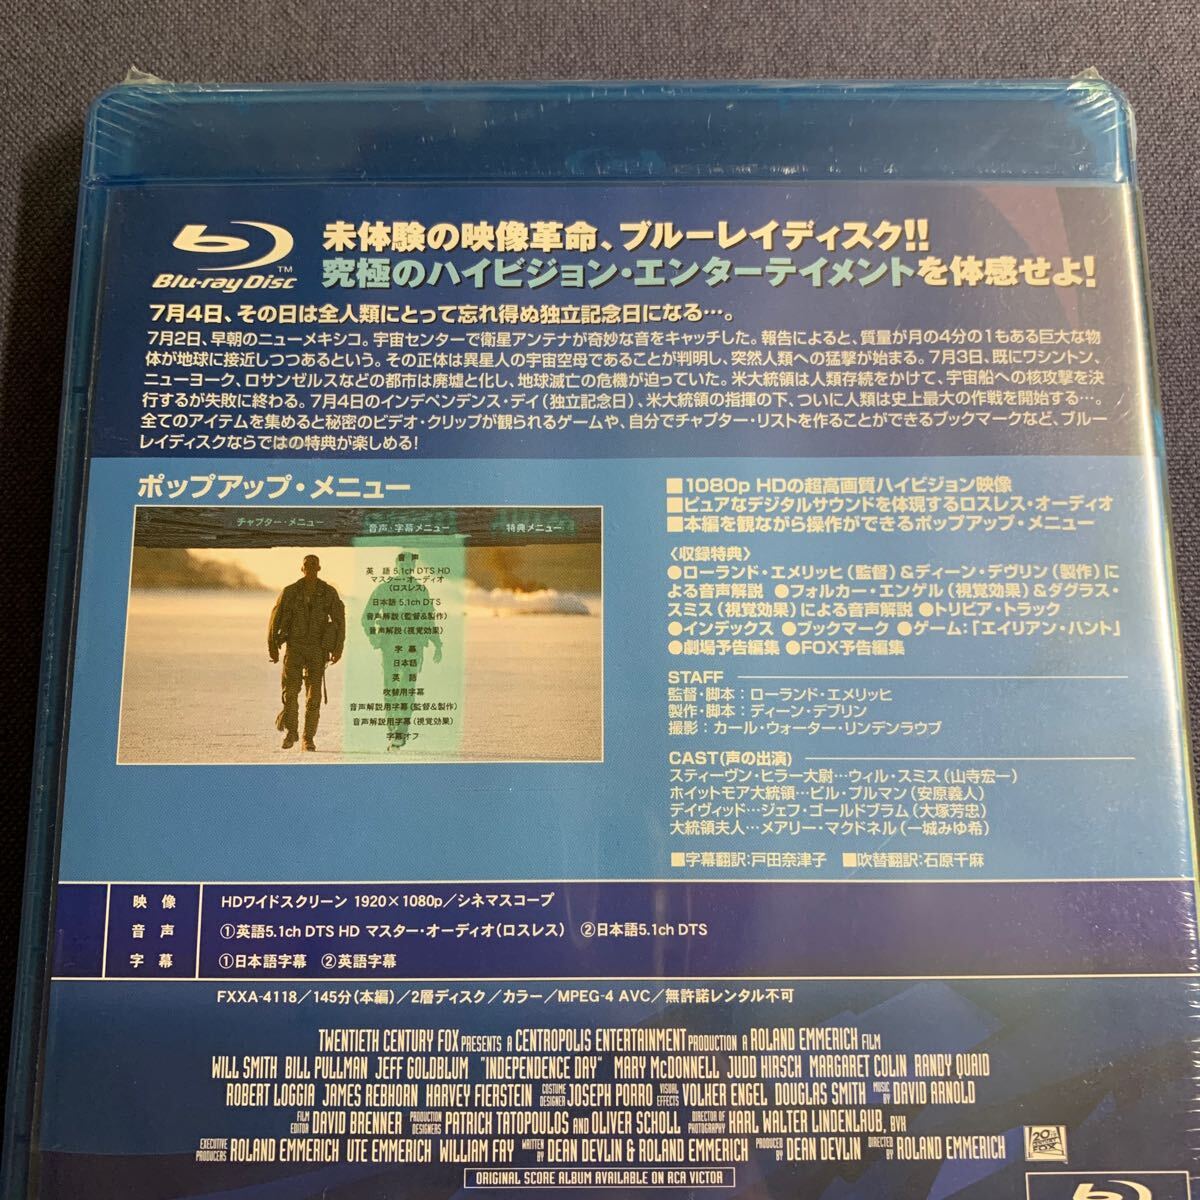 Blu-ray Disc™
未体験の映像革命、ブルーレイディスク!!
究極のハイビジョン・エンターテイメントを体感せよ!
7月4日、その日は全人類にとって忘れ得ぬ独立記念日になる…。
7月2日、早朝のニューメキシコ。宇宙センターで衛星アンテナが奇妙な音をキャッチした。報告によると、質量が月の4分の1もある巨大な物
体が地球に接近しつつあるという。その正体は異星人の宇宙空母であることが判明し、突然人類への猛撃が始まる。7月3日、既にワシントン、
ニューヨーク、ロサンゼルスなどの都市は廃墟と化し、地球滅亡の危機が迫っていた。米大統領は人類存続をかけて、宇宙船への核攻撃を決
行するが失敗に終わる。7月4日のインデペンデンス・デイ(独立記念日)、米大統領の指揮の下、ついに人類は史上最大の作戦を開始する…。
全てのアイテムを集めると秘密のビデオ・クリップが観られるゲームや、自分でチャプター・リストを作ることができるブックマークなど、ブルー
レイディスクならではの特典が楽しめる!
ポップアップ・メニュー
チャプター・メニュー 音声・字幕メニュー 特典メニュー
音声
英語 5.1ch DTS HD
マスター・オーディオ
(ロスレス)
日本語 5.1ch DTS
音声解説(監督&製作)
音声解説(視覚効果)
字幕
日本語
英語
吹替用字幕
音声解説用字幕(監督&製作)
音声解説用字幕(視覚効果)
字幕オフ
■1080p HDの超高画質ハイビジョン映像
■ピュアなデジタルサウンドを体現するロスレス・オーディオ
■本編を観ながら操作ができるポップアップ・メニュー
〈収録特典〉
●ローランド・エメリッヒ(監督)&ディーン・デヴリン(製作)に
よる音声解説 ●フォルカー・エンゲル(視覚効果)&ダグラス・
スミス(視覚効果)による音声解説 ●トリビア・トラック
●インデックス ●ブックマーク ●ゲーム:「エイリアン・ハント」
●劇場予告編集 ●FOX予告編集
STAFF
監督・脚本：ローランド・エメリッヒ
製作・脚本：ディーン・デブリン
撮影：カール・ウォーター・リンデンラウブ
CAST(声の出演)
スティーヴン・ヒラー大尉…ウィル・スミス(山寺宏一)
ホイットモア大統領…ビル・プルマン(安原義人)
デイヴィッド…ジェフ・ゴールドブラム(大塚芳忠)
大統領夫人…メアリー・マクドネル(一城みゆ希)
■字幕翻訳:戸田奈津子 ■吹替翻訳:石原千麻
映像 HDワイドスクリーン 1920×1080p／シネマスコープ
音声 ①英語5.1ch DTS HD マスター・オーディオ(ロスレス) ②日本語5.1ch DTS
字幕 ①日本語字幕 ②英語字幕
FXXA-4118／145分(本編)／2層ディスク／カラー／MPEG-4 AVC／無許諾レンタル不可
TWENTIETH CENTURY FOX PRESENTS A CENTROPOLIS ENTERTAINMENT PRODUCTION A ROLAND EMMERICH FILM
WILL SMITH BILL PULLMAN JEFF GOLDBLUM "INDEPENDENCE DAY" MARY McDONNELL JUDD HIRSCH MARGARET COLIN RANDY QUAID
ROBERT LOGGIA JAMES REBHORN HARVEY FIERSTEIN COSTUME DESIGNER JOSEPH PORRO VISUAL EFFECTS VOLKER ENGEL DOUGLAS SMITH MUSIC BY DAVID ARNOLD
FILM EDITOR DAVID BRENNER PRODUCTION DESIGNERS PATRICK TATOPOULOS AND OLIVER SCHOLL DIRECTOR OF PHOTOGRAPHY KARL WALTER LINDENLAUB, BVK
EXECUTIVE PRODUCERS ROLAND EMMERICH UTE EMMERICH WILLIAM FAY WRITTEN BY DEAN DEVLIN & ROLAND EMMERICH PRODUCED BY DEAN DEVLIN DIRECTED BY ROLAND EMMERICH
ORIGINAL SCORE ALBUM AVAILABLE ON RCA VICTOR
20th CENTURY FOX